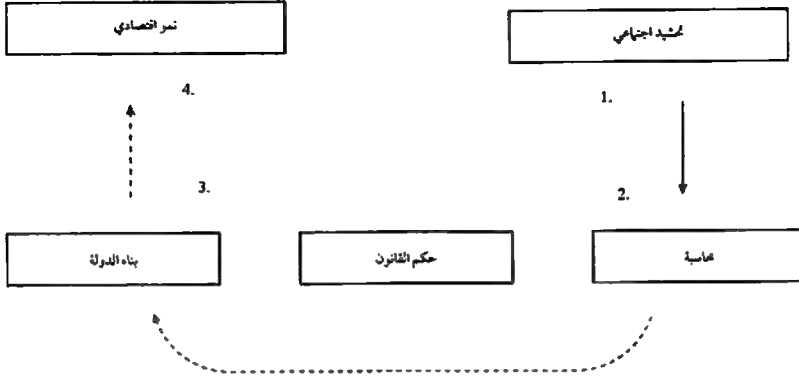 تحشيد اجتماعي
نمو اقتصادي
1.
4.
3.
2.
محاسبة
حكم القانون
بناء الدولة